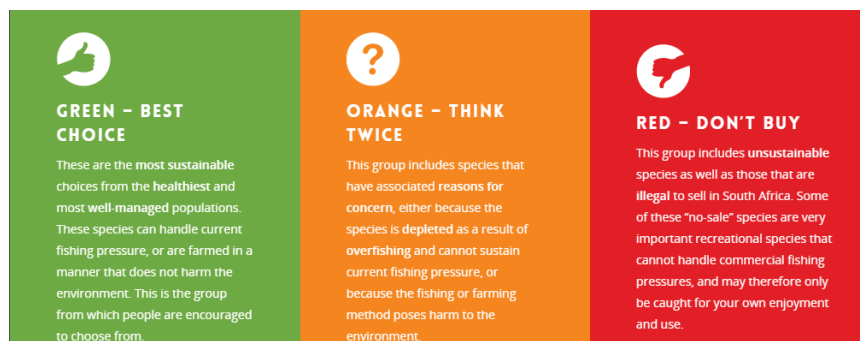 GREEN – BEST
CHOICE
These are the most sustainable
choices from the healthiest and
most well-managed populations.
These species can handle current
fishing pressure, or are farmed in a
manner that does not harm the
environment. This is the group
from which people are encouraged
to choose from.
?
ORANGE – THINK
TWICE
This group includes species that
have associated reasons for
concern, either because the
species is depleted as a result of
overfishing and cannot sustain
current fishing pressure, or
because the fishing or farming
method poses harm to the
environment.
RED – DON'T BUY
This group includes unsustainable
species as well as those that are
illegal to sell in South Africa. Some
of these “no-sale” species are very
important recreational species that
cannot handle commercial fishing
pressures, and may therefore only
be caught for your own enjoyment
and use.